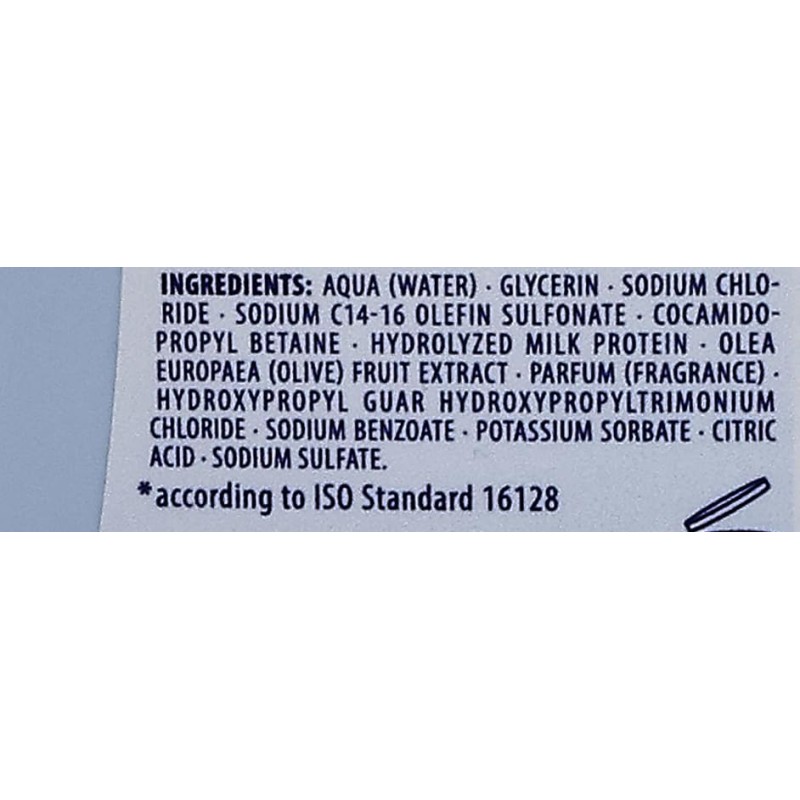 INGREDIENTS: AQUA (WATER) · GLYCERIN · SODIUM CHLO-
RIDE · SODIUM C14-16 OLEFIN SULFONATE · COCAMIDO-
PROPYL BETAINE · HYDROLYZED MILK PROTEIN · OLEA
EUROPAEA (OLIVE) FRUIT EXTRACT · PARFUM (FRAGRANCE) ·
HYDROXYPROPYL GUAR HYDROXYPROPYLTRIMONIUM
CHLORIDE · SODIUM BENZOATE · POTASSIUM SORBATE · CITRIC
ACID · SODIUM SULFATE.
*according to ISO Standard 16128